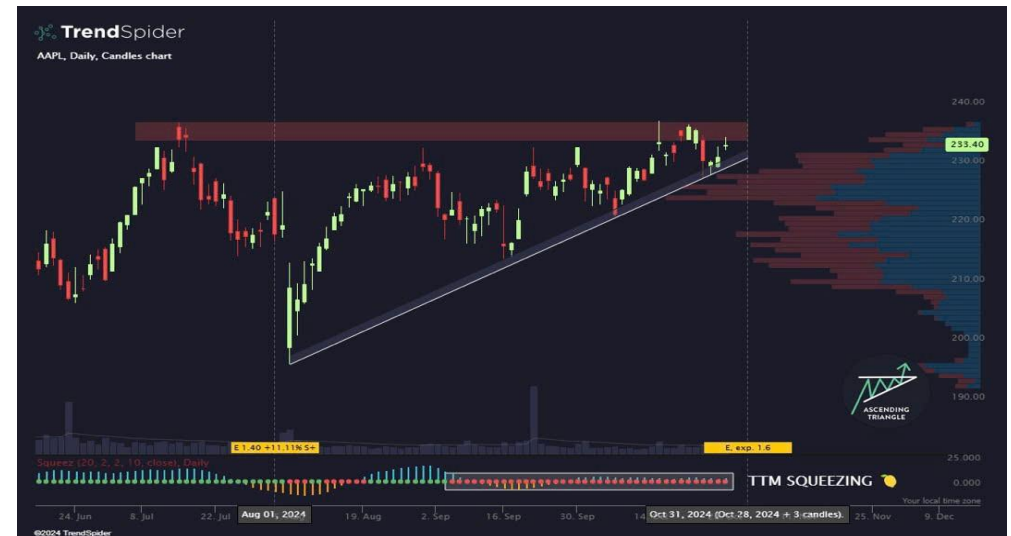 TrendSpider
AAPL, Daily, Candles chart
240.00
233.40
230.00
220.00
210.00
200.00
190.00
ASCENDING
TRIANGLE
E 1.40 +11.11% S+
E, exp. 1.6
Squeez (20, 2, 2, 10, close), Daily
25.000
TTM SQUEEZING
0.000
Your local time zone
24. Jun
8. Jul
22. Jul
Aug 01, 2024
19. Aug
2. Sep
16. Sep
30. Sep
14
Oct 31, 2024 (Oct 28, 2024 + 3 candles).
25. Nov
9. Dec
©2024 TrendSpider